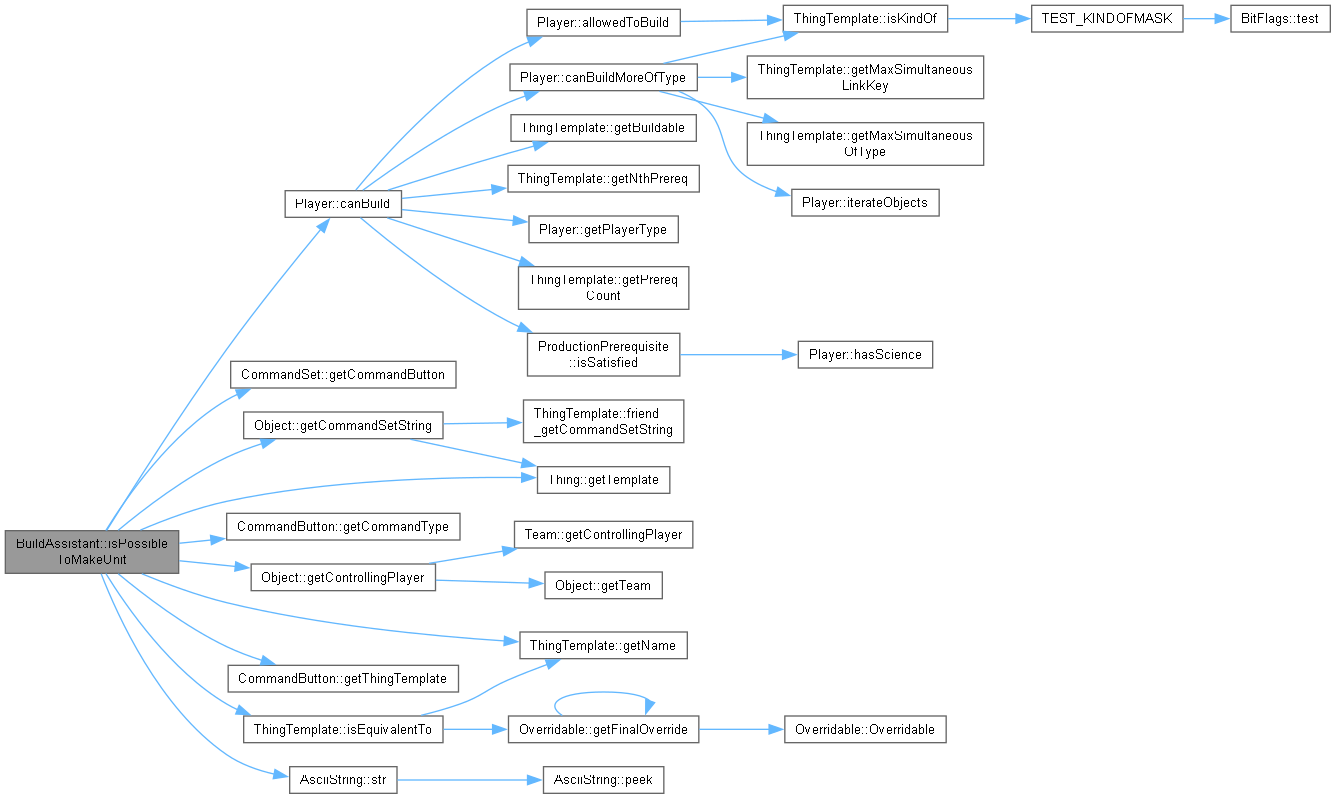 Player::allowedToBuild
ThingTemplate::isKindOf
TEST_KINDOFMASK
BitFlags::test
Player::canBuildMoreOfType
ThingTemplate::getMaxSimultaneous
LinkKey
ThingTemplate::getBuildable
ThingTemplate::getMaxSimultaneous
OfType
ThingTemplate::getNthPrereq
Player::canBuild
Player::iterateObjects
Player::getPlayerType
ThingTemplate::getPrereq
Count
ProductionPrerequisite
::isSatisfied
Player::hasScience
CommandSet::getCommandButton
Object::getCommandSetString
ThingTemplate::friend
_getCommandSetString
Thing::getTemplate
CommandButton::getCommandType
Team::getControllingPlayer
BuildAssistant::isPossible
ToMakeUnit
Object::getControllingPlayer
Object::getTeam
ThingTemplate::getName
CommandButton::getThingTemplate
ThingTemplate::isEquivalentTo
Overridable::getFinalOverride
Overridable::Overridable
AsciiString::str
AsciiString::peek